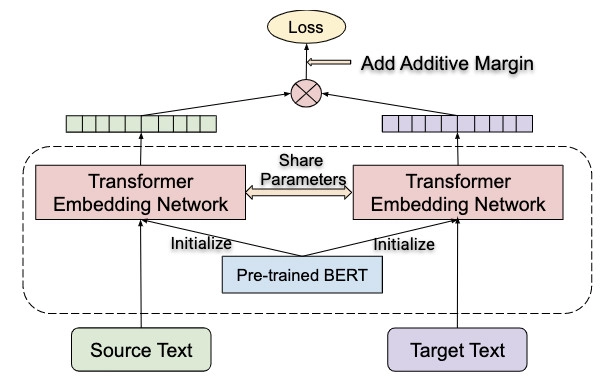 Loss
Add Additive Margin
Share
Parameters
Transformer
Embedding Network
Transformer
Embedding Network
Initialize
Initialize
Pre-trained BERT
Source Text
Target Text